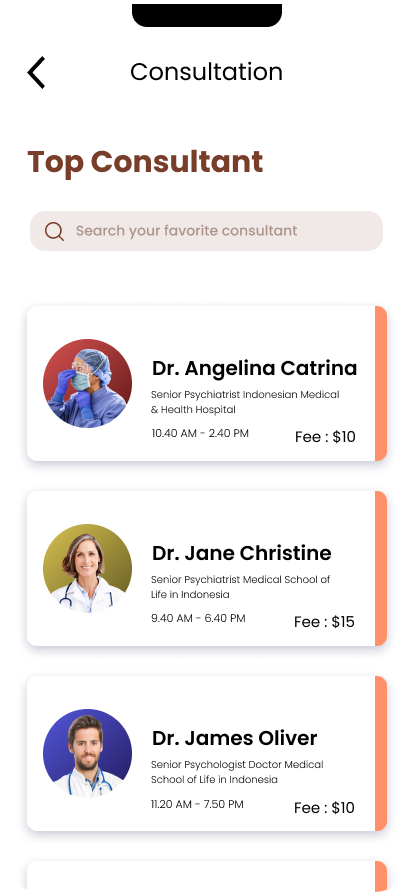 Consultation
Top Consultant
Search your favorite consultant
Dr. Angelina Catrina
Senior Psychiatrist Indonesian Medical
& Health Hospital
10.40 AM - 2.40 PM
Fee : $10
Dr. Jane Christine
Senior Psychiatrist Medical School of
Life in Indonesia
9.40 AM - 6.40 PM
Fee : $15
Dr. James Oliver
Senior Psychologist Doctor Medical
School of Life in Indonesia
11.20 AM - 7.50 PM
Fee : $10